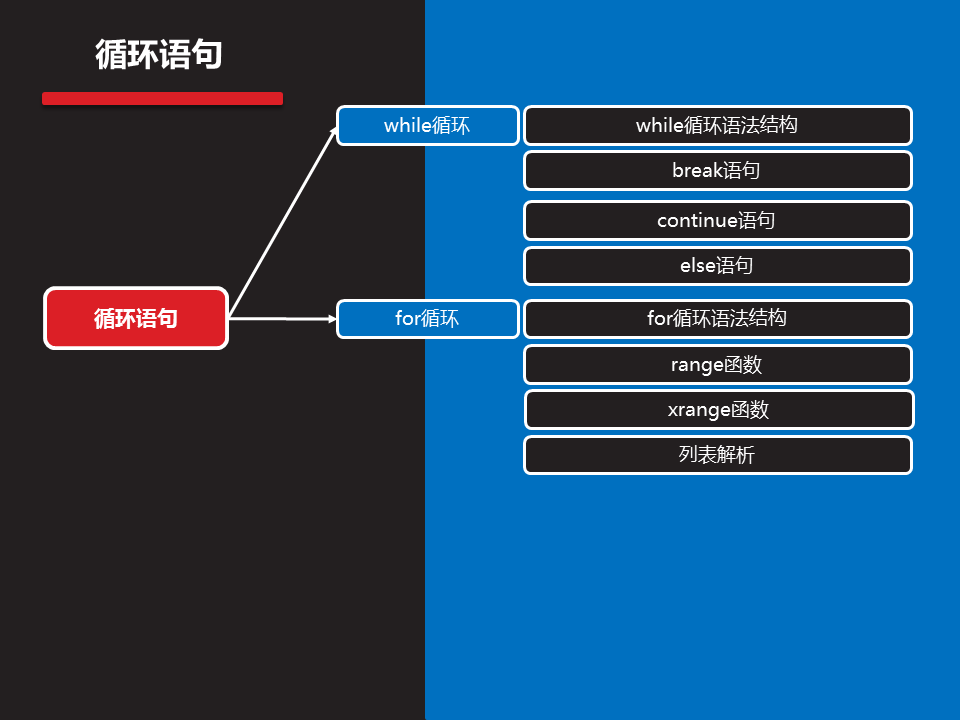 循环语句
while循环
while循环语法结构
break语句
continue语句
else语句
循环语句
for循环
for循环语法结构
range函数
xrange函数
列表解析